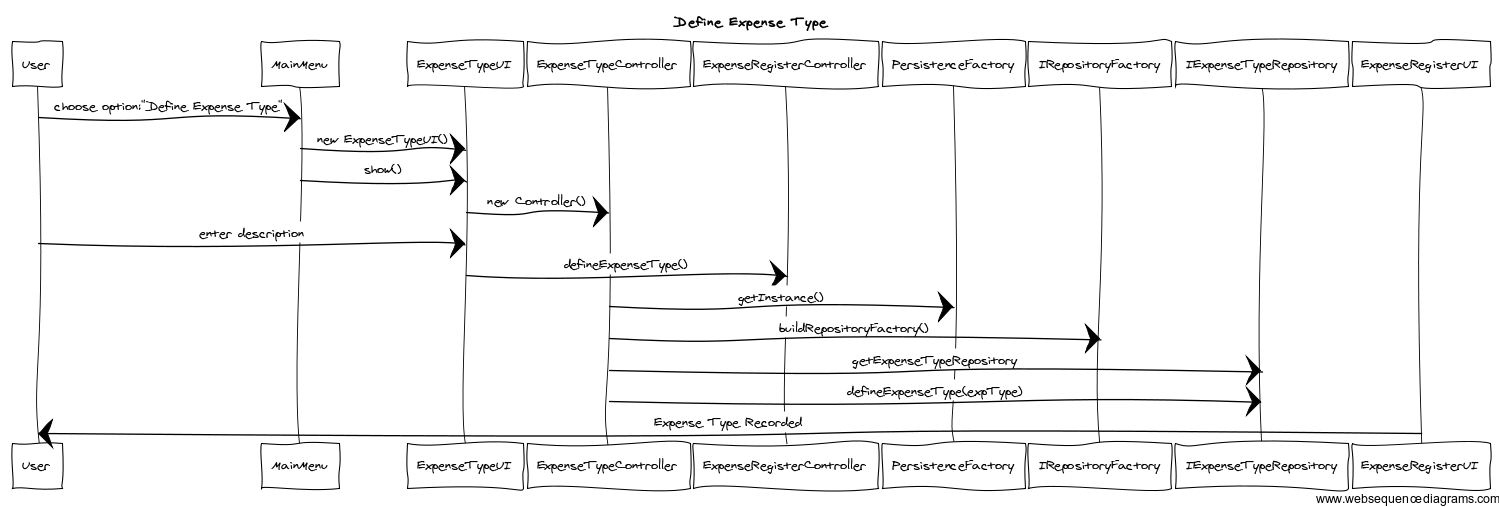 Define Expense Type
User MainMenu ExpenseTypeUI ExpenseTypeController ExpenseRegisterController PersistenceFactory IRepositoryFactory IExpenseTypeRepository ExpenseRegisterUI
choose option:"Define Expense Type"
new ExpenseTypeUI()
show()
new Controller()
enter description
defineExpenseType()
getInstance()
buildRepositoryFactory()
getExpenseTypeRepository
defineExpenseType(expType)
Expense Type Recorded
User MainMenu ExpenseTypeUI ExpenseTypeController ExpenseRegisterController PersistenceFactory IRepositoryFactory IExpenseTypeRepository ExpenseRegisterUI
www.websequencediagrams.com